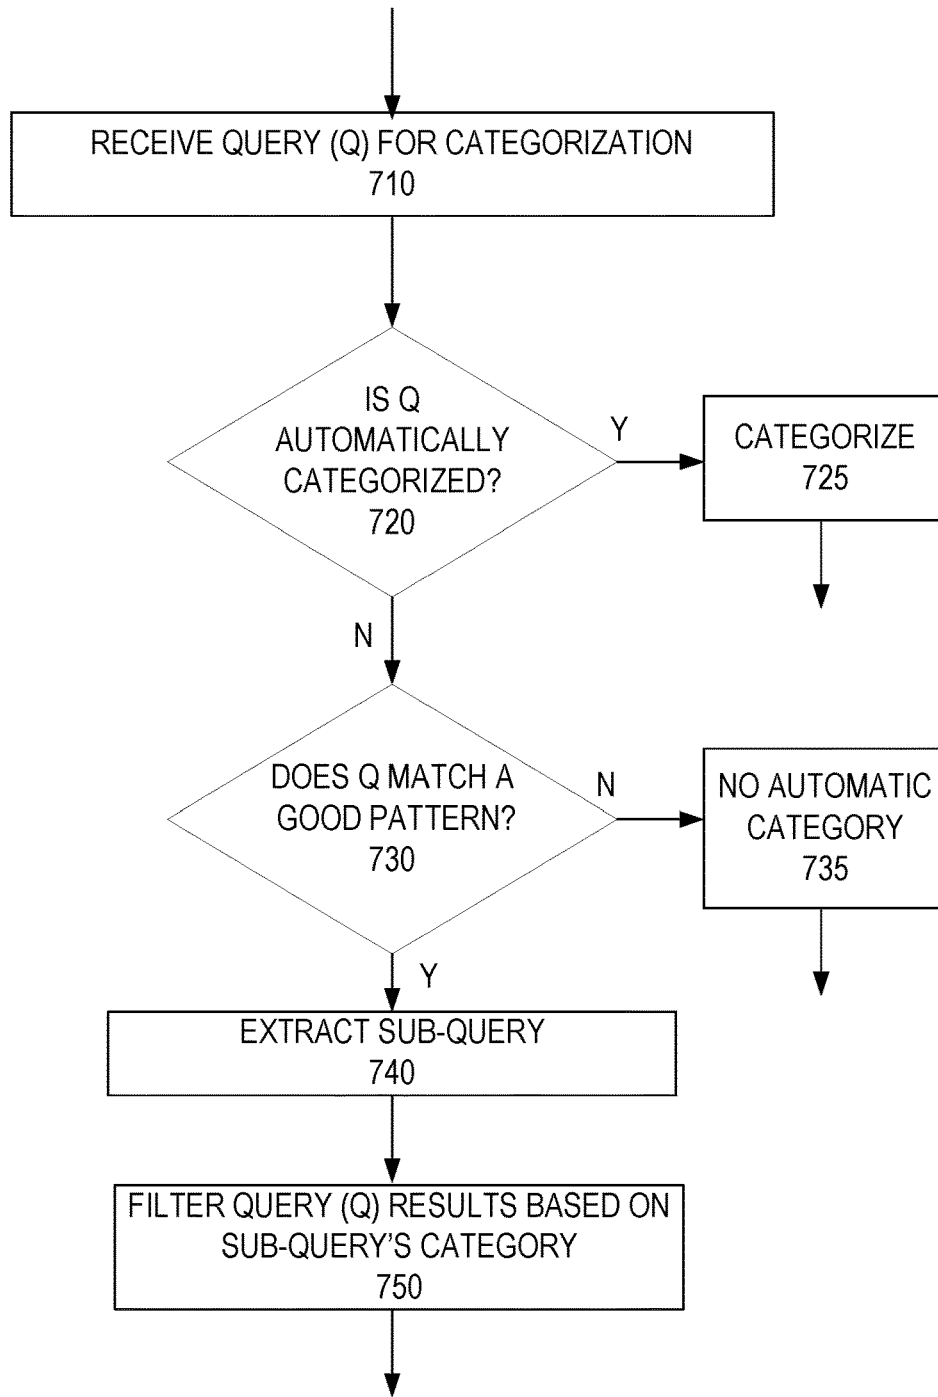 RECEIVE QUERY (Q) FOR CATEGORIZATION
710
IS Q
AUTOMATICALLY
CATEGORIZED?
720
Y
CATEGORIZE
725
N
DOES Q MATCH A
GOOD PATTERN?
730
N
NO AUTOMATIC
CATEGORY
735
Y
EXTRACT SUB-QUERY
740
FILTER QUERY (Q) RESULTS BASED ON
SUB-QUERY'S CATEGORY
750